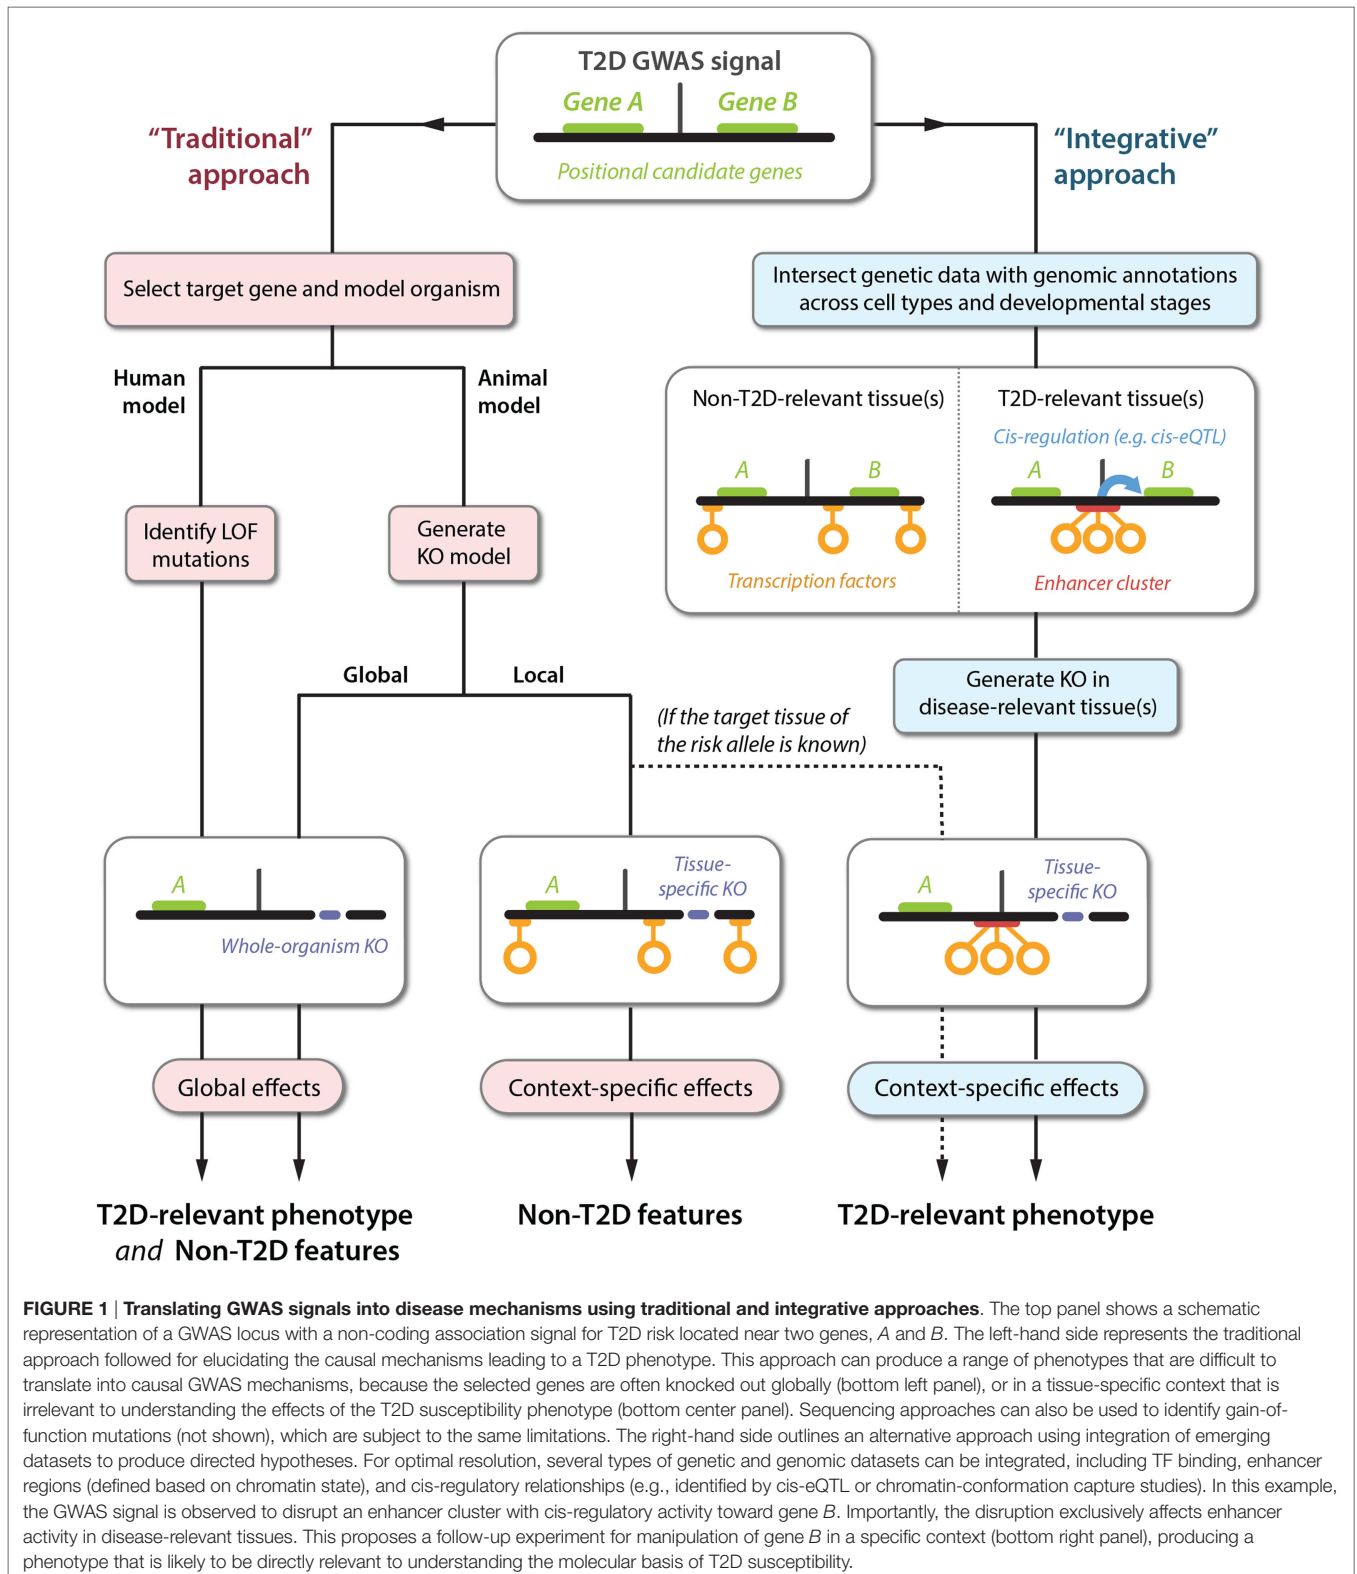 T2D GWAS signal
Gene A
Gene B
Positional candidate genes
“Traditional”
approach
“Integrative”
approach
Select target gene and model organism
Intersect genetic data with genomic annotations
across cell types and developmental stages
Human
model
Animal
model
Non-T2D-relevant tissue(s)
T2D-relevant tissue(s)
Cis-regulation (e.g. cis-eQTL)
A
B
A
B
Transcription factors
Enhancer cluster
Identify LOF
mutations
Generate
KO model
Global
Local
Generate KO in
disease-relevant tissue(s)
(If the target tissue of
the risk allele is known)
A
Whole-organism KO
A
Tissue-
specific KO
A
Tissue-
specific KO
Global effects
Context-specific effects
Context-specific effects
T2D-relevant phenotype
and Non-T2D features
Non-T2D features
T2D-relevant phenotype
FIGURE 1 | Translating GWAS signals into disease mechanisms using traditional and integrative approaches. The top panel shows a schematic
representation of a GWAS locus with a non-coding association signal for T2D risk located near two genes, A and B. The left-hand side represents the traditional
approach followed for elucidating the causal mechanisms leading to a T2D phenotype. This approach can produce a range of phenotypes that are difficult to
translate into causal GWAS mechanisms, because the selected genes are often knocked out globally (bottom left panel), or in a tissue-specific context that is
irrelevant to understanding the effects of the T2D susceptibility phenotype (bottom center panel). Sequencing approaches can also be used to identify gain-of-
function mutations (not shown), which are subject to the same limitations. The right-hand side outlines an alternative approach using integration of emerging
datasets to produce directed hypotheses. For optimal resolution, several types of genetic and genomic datasets can be integrated, including TF binding, enhancer
regions (defined based on chromatin state), and cis-regulatory relationships (e.g., identified by cis-eQTL or chromatin-conformation capture studies). In this example,
the GWAS signal is observed to disrupt an enhancer cluster with cis-regulatory activity toward gene B. Importantly, the disruption exclusively affects enhancer
activity in disease-relevant tissues. This proposes a follow-up experiment for manipulation of gene B in a specific context (bottom right panel), producing a
phenotype that is likely to be directly relevant to understanding the molecular basis of T2D susceptibility.